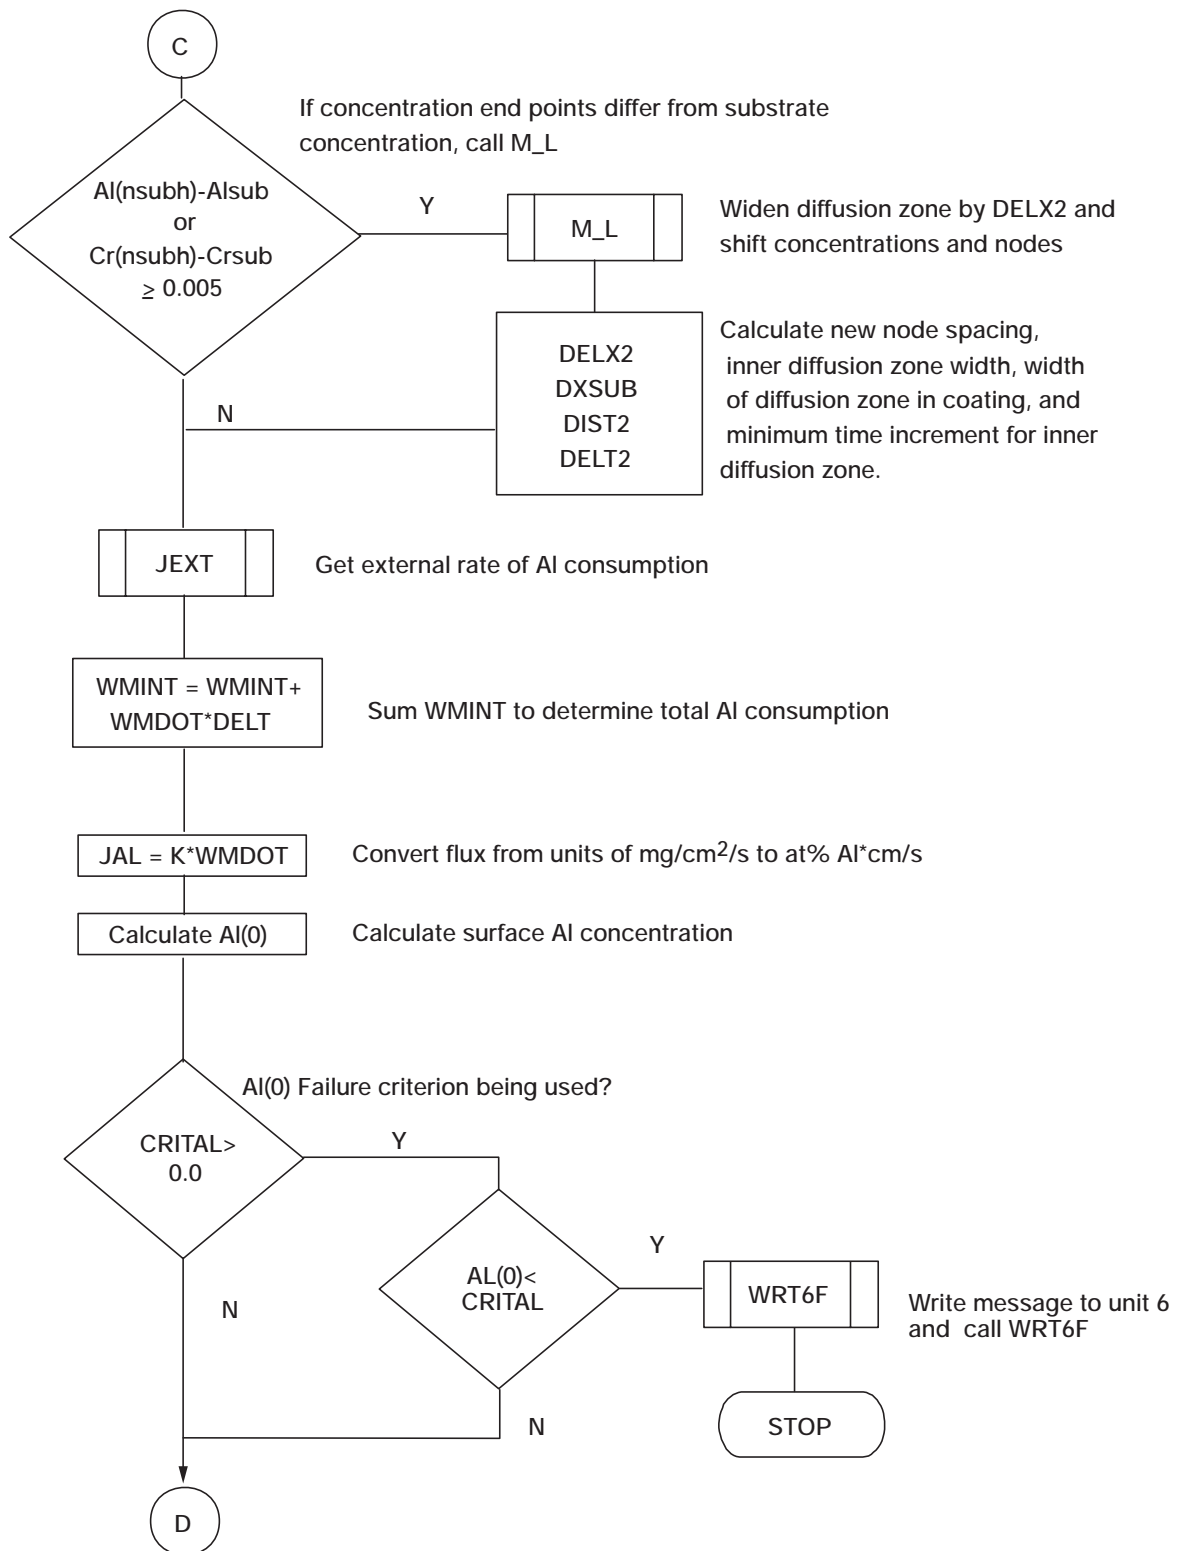 C
If concentration end points differ from substrate
concentration, call M_L
Al(nsubh)-Alsub
or
Cr(nsubh)-Crsub
≥ 0.005
Y
M_L
Widen diffusion zone by DELX2 and
shift concentrations and nodes
DELX2
DXSUB
DIST2
DELT2
Calculate new node spacing,
inner diffusion zone width, width
of diffusion zone in coating, and
minimum time increment for inner
diffusion zone.
N
JEXT
Get external rate of Al consumption
WMINT = WMINT+
WMDOT*DELT
Sum WMINT to determine total Al consumption
JAL = K*WMDOT
Convert flux from units of mg/cm2/s to at% Al*cm/s
Calculate Al(0)
Calculate surface Al concentration
Al(0) Failure criterion being used?
CRITAL>
0.0
Y
AL(0)<
CRITAL
Y
WRT6F
Write message to unit 6
and call WRT6F
N
N
STOP
D